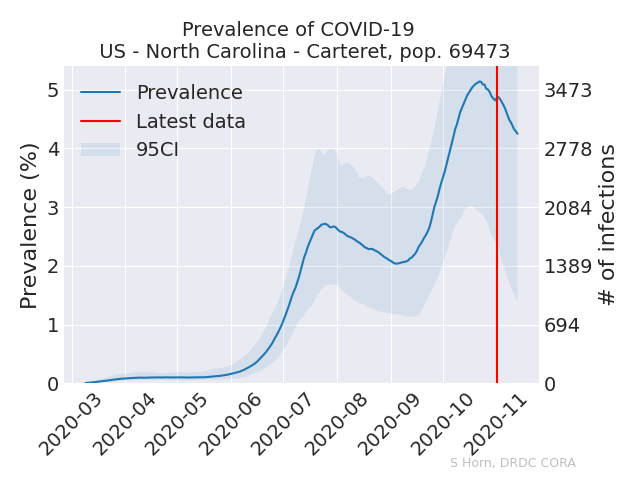 Prevalence of COVID-19
US - North Carolina - Carteret, pop. 69473
Prevalence
Latest data
95CI
Prevalence (%)
5
4
3
2
1
0
3473
2778
2084
1389
694
0
# of infections
2020-03
2020-04
2020-05
2020-06
2020-07
2020-08
2020-09
2020-10
2020-11
S Horn, DRDC CORA